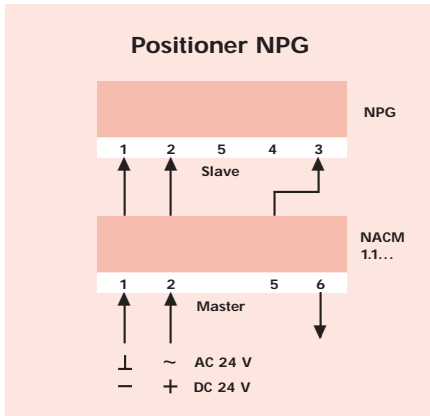 Positioner NPG
NPG
1 2 5 4 3
Slave
NACM
1.1...
1 2 5 6
Master
⊥ ~ AC 24 V
– + DC 24 V